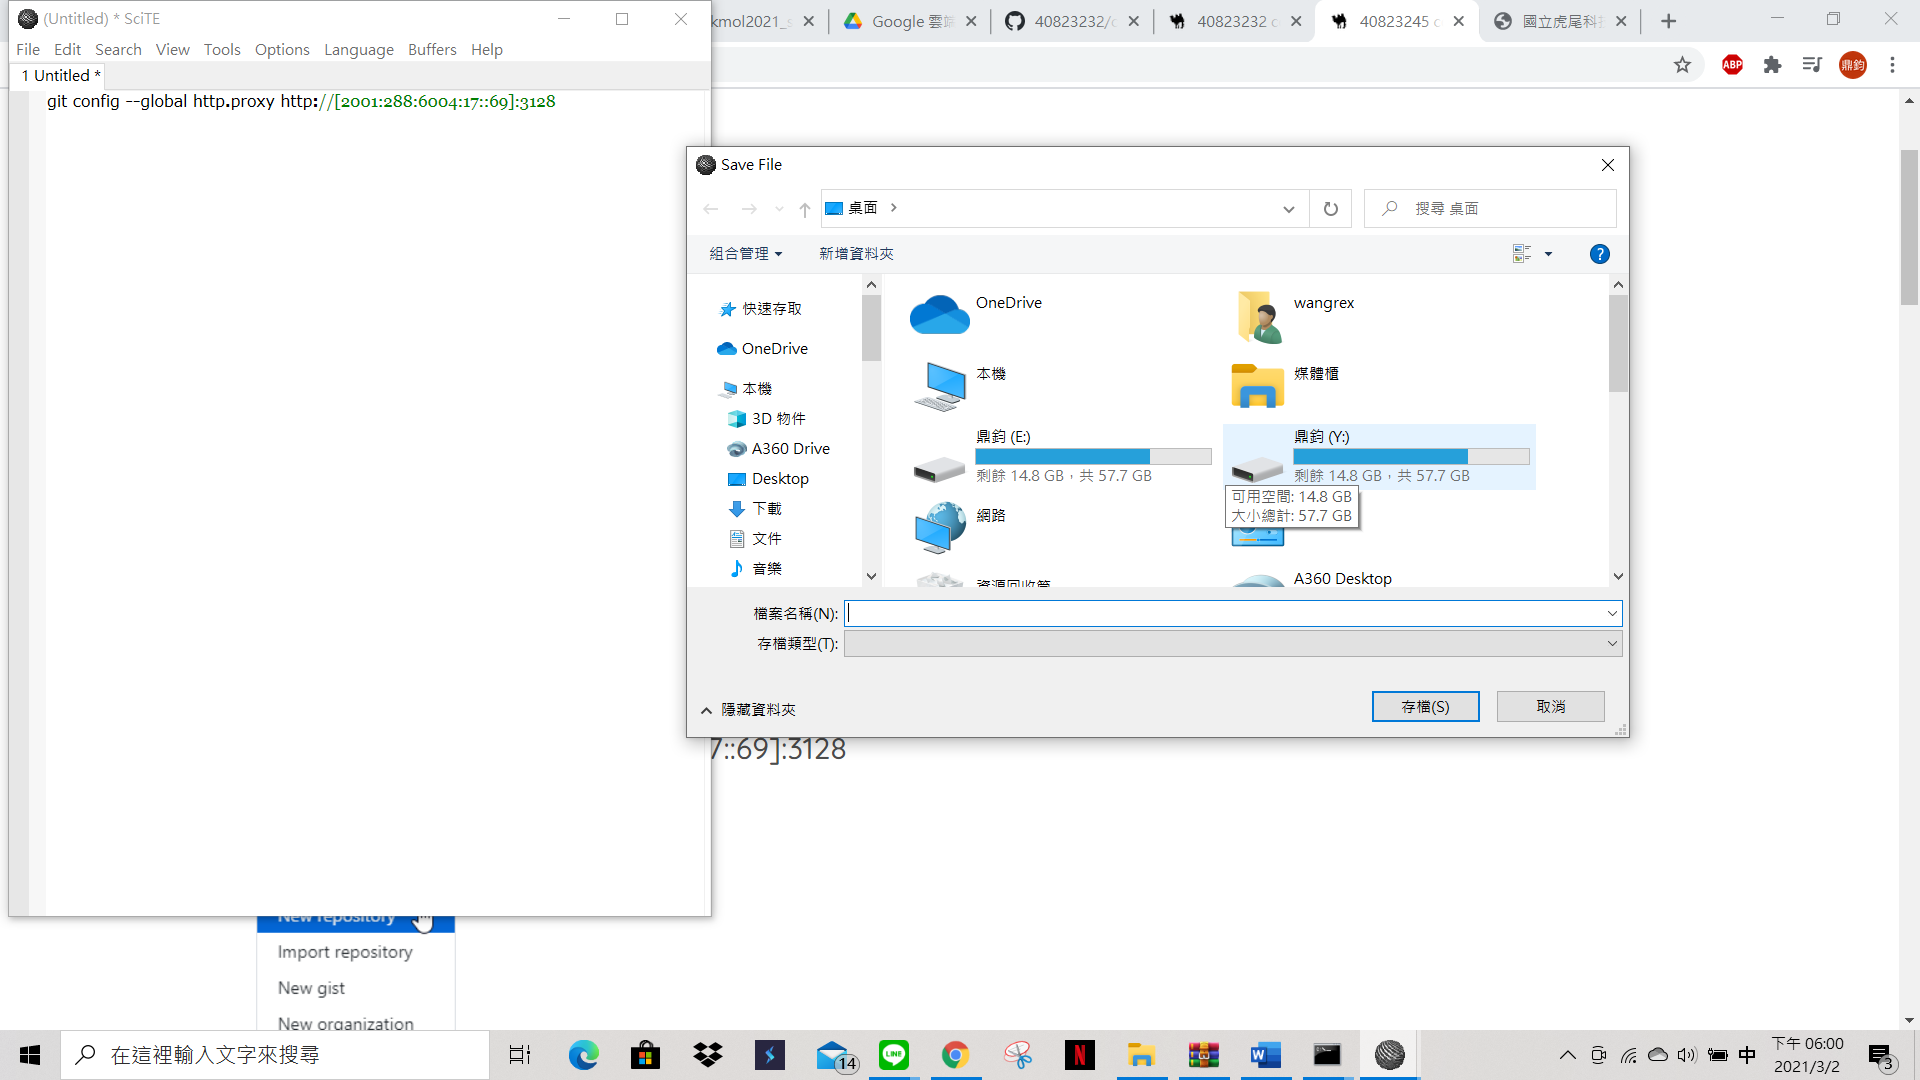 (Untitled) * SciTE
File Edit Search View Tools Options Language Buffers Help
1 Untitled *
git config --global http.proxy http://[2001:288:6004:17::69]:3128
kmol2021_s
Google 雲端
40823232/c
40823232 c
40823245 c
國立虎尾科技
ABP
鼎鈞
Save File
桌面
搜尋 桌面
組合管理
新增資料夾
快速存取
OneDrive
本機
3D 物件
A360 Drive
Desktop
下載
文件
音樂
OneDrive
wangrex
本機
媒體櫃
鼎鈞 (E:)
剩餘 14.8 GB，共 57.7 GB
鼎鈞 (Y:)
剩餘 14.8 GB，共 57.7 GB
可用空間: 14.8 GB
大小總計: 57.7 GB
網路
資源回收筒
A360 Desktop
檔案名稱(N):
存檔類型(T):
隱藏資料夾
存檔(S)
取消
7::69]:3128
New repository
Import repository
New gist
New organization
在這裡輸入文字來搜尋
14
LINE
中
下午 06:00
2021/3/2
3